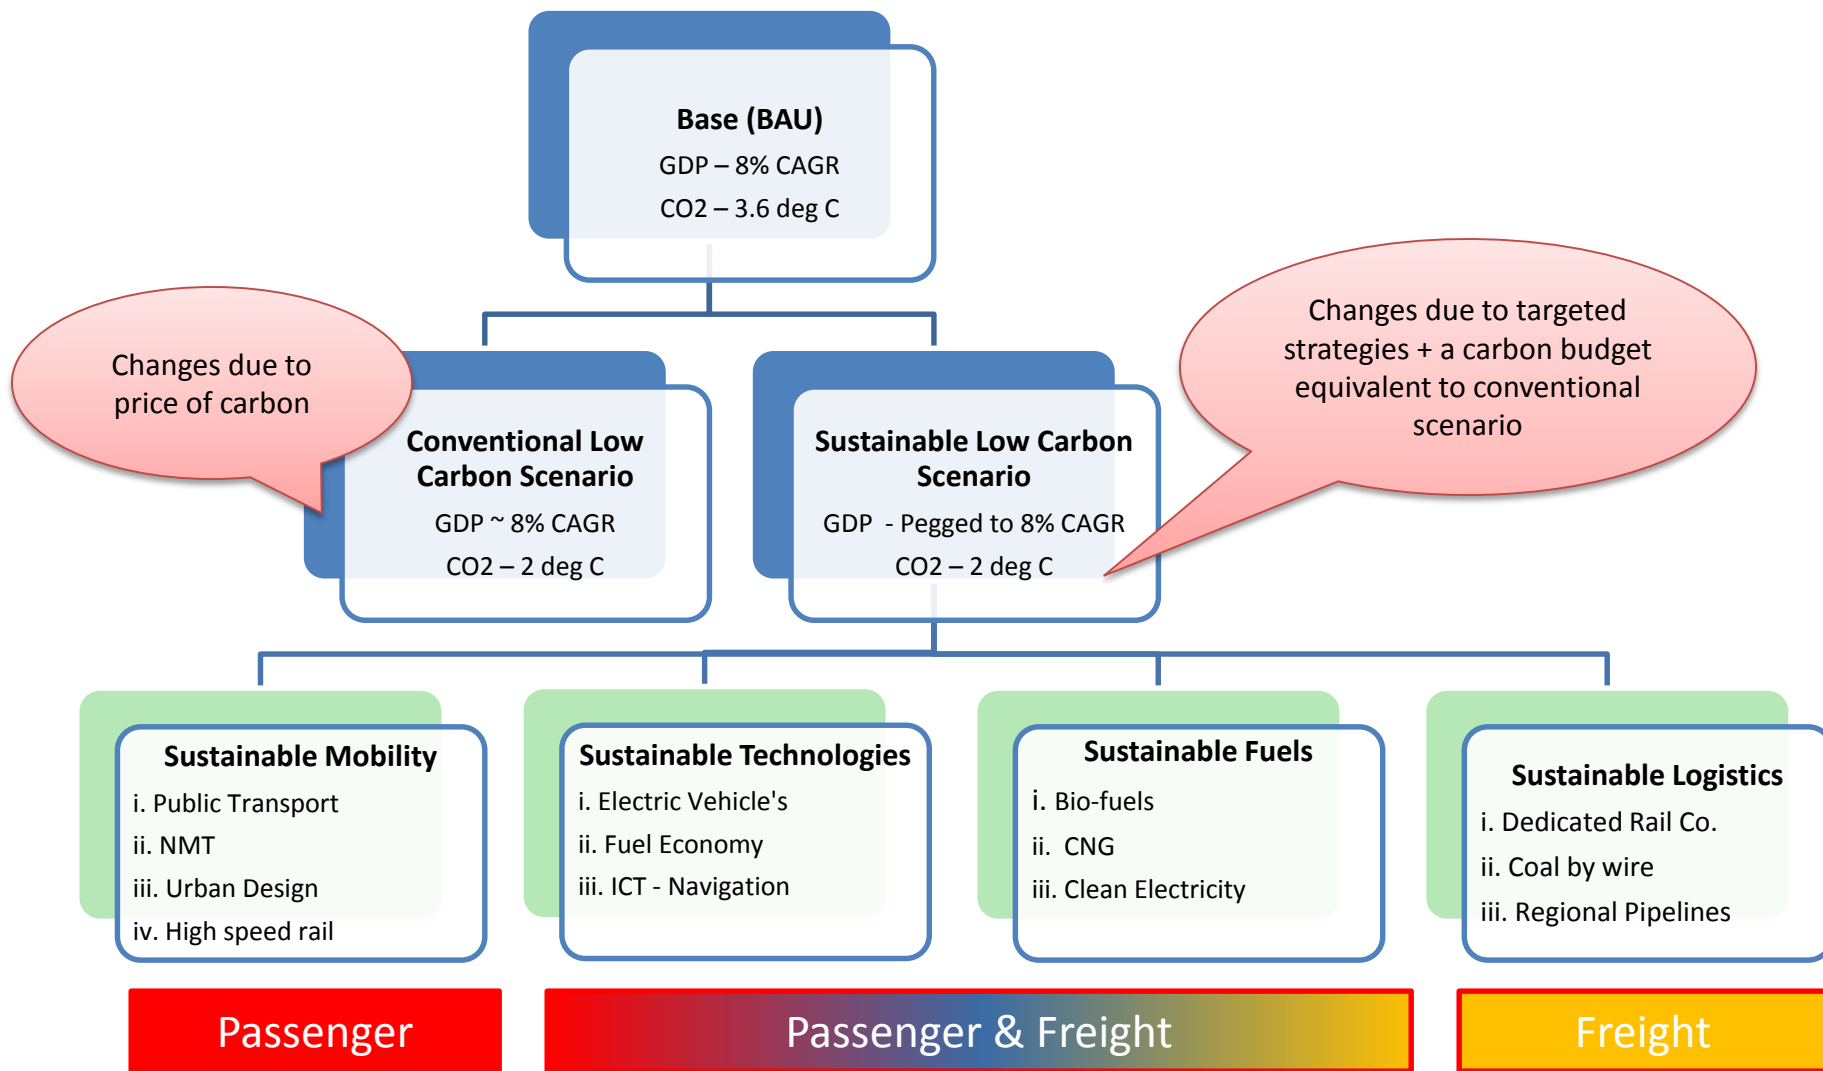 Base (BAU)
GDP – 8% CAGR
CO2 – 3.6 deg C
Changes due to
price of carbon
Changes due to targeted
strategies + a carbon budget
equivalent to conventional
scenario
Conventional Low
Carbon Scenario
GDP ~ 8% CAGR
CO2 – 2 deg C
Sustainable Low Carbon
Scenario
GDP - Pegged to 8% CAGR
CO2 – 2 deg C
Sustainable Mobility
i. Public Transport
ii. NMT
iii. Urban Design
iv. High speed rail
Sustainable Technologies
i. Electric Vehicle's
ii. Fuel Economy
iii. ICT - Navigation
Sustainable Fuels
i. Bio-fuels
ii. CNG
iii. Clean Electricity
Sustainable Logistics
i. Dedicated Rail Co.
ii. Coal by wire
iii. Regional Pipelines
Passenger
Passenger & Freight
Freight